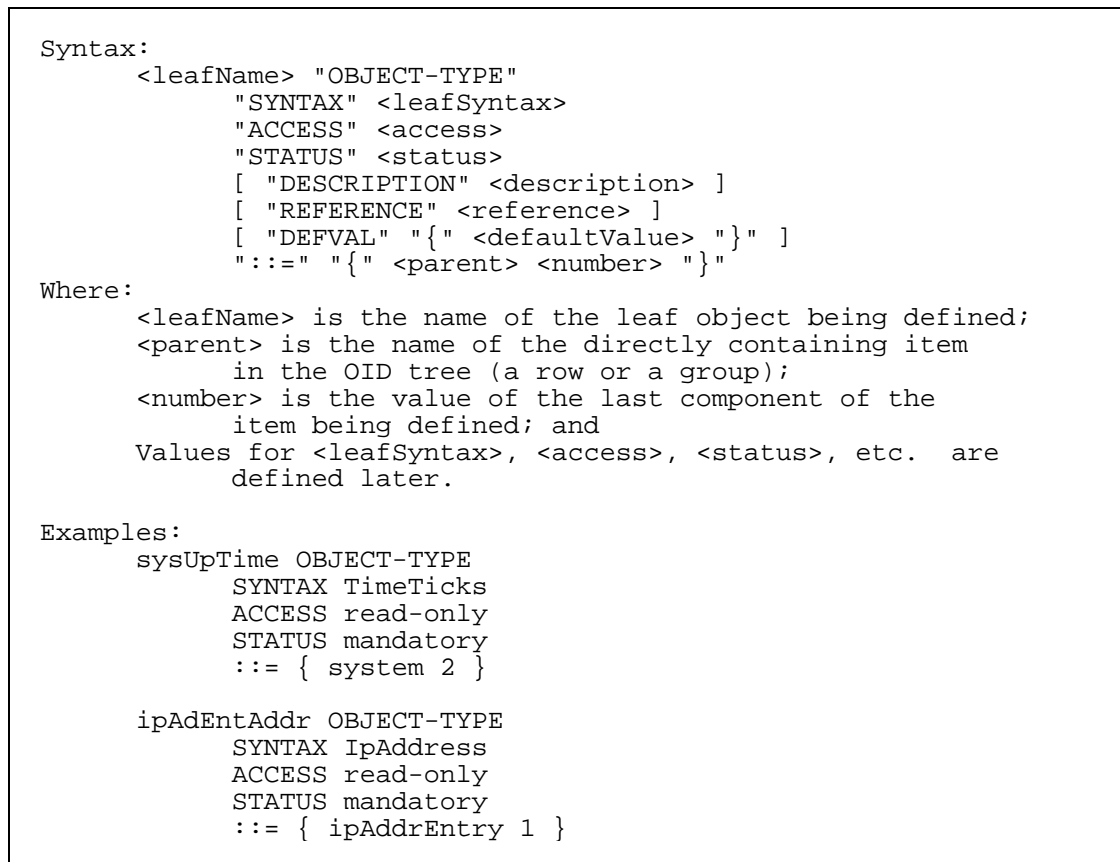 Syntax:
<leafName> "OBJECT-TYPE"
"SYNTAX" <leafSyntax>
"ACCESS" <access>
"STATUS" <status>
[ "DESCRIPTION" <description> ]
[ "REFERENCE" <reference> ]
[ "DEFVAL" "{" <defaultValue> "}" ]
"::=" "{" <parent> <number> "}"
Where:
<leafName> is the name of the leaf object being defined;
<parent> is the name of the directly containing item
in the OID tree (a row or a group);
<number> is the value of the last component of the
item being defined; and
Values for <leafSyntax>, <access>, <status>, etc.  are
defined later.
Examples:
sysUpTime OBJECT-TYPE
SYNTAX TimeTicks
ACCESS read-only
STATUS mandatory
::= { system 2 }
ipAdEntAddr OBJECT-TYPE
SYNTAX IpAddress
ACCESS read-only
STATUS mandatory
::= { ipAddrEntry 1 }